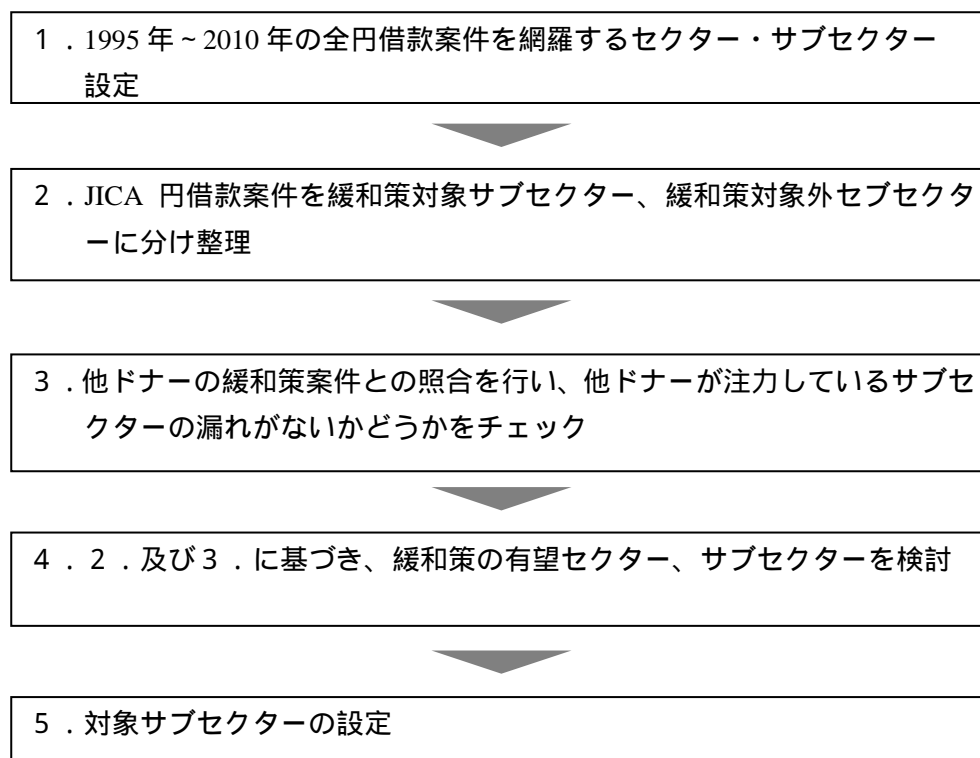 1．1995年~2010年の全円借款案件を網羅するセクター・サブセクター
設定
2．JICA 円借款案件を緩和策対象サブセクター、緩和策対象外セブセクタ
ーに分け整理
3．他ドナーの緩和策案件との照合を行い、他ドナーが注力しているサブセ
クターの漏れがないかどうかをチェック
4．2．及び3．に基づき、緩和策の有望セクター、サブセクターを検討
5．対象サブセクターの設定